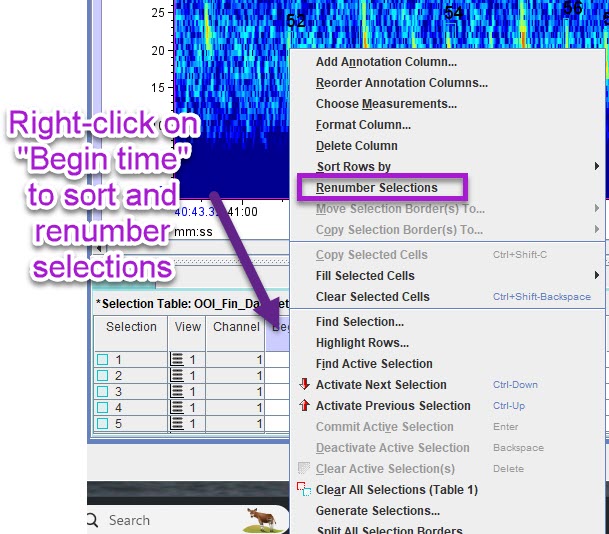 25
20
15
52
54
56
Right-click on
"Begin time"
to sort and
renumber
selections
Add Annotation Column...
Reorder Annotation Columns...
Choose Measurements...
Format Column...
Delete Column
Sort Rows by
Renumber Selections
Move Selection Border(s) To...
Copy Selection Border(s) To...
Copy Selected Cells Ctrl+Shift-C
Fill Selected Cells
Clear Selected Cells Ctrl+Shift-Backspace
Find Selection...
Highlight Rows...
Find Active Selection
Activate Next Selection Ctrl-Down
Activate Previous Selection Ctrl-Up
Commit Active Selection Enter
Deactivate Active Selection Backspace
Clear Active Selection(s) Delete
Clear All Selections (Table 1)
Generate Selections...
Split All Selection Borders
40:43.3 41:00
mm:ss
*Selection Table: OOI_Fin_Da
Selection View Channel Be
1 1 1
2 1 1
3 1 1
4 1 1
5 1 1
Search